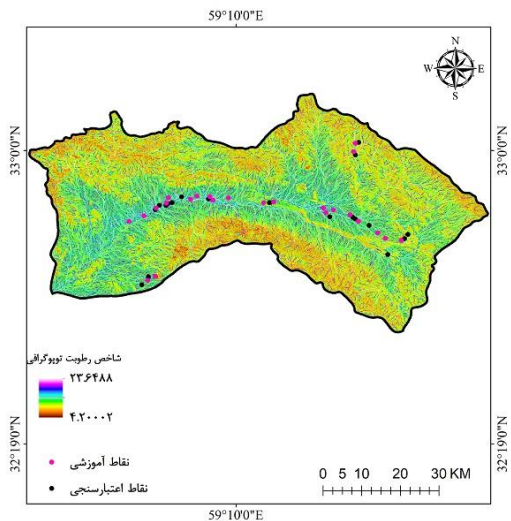 59°10'0"E
N
W E
S
33°0'0"N
33°0'0"N
شاخص رطوبت توپوگرافی
۲۳.۶۴۸۸
۴.۲۰۰۰۲
نقاط آموزشی
نقاط اعتبارسنجی
32°19'0"N
32°19'0"N
0 5 10 20 30 KM
59°10'0"E